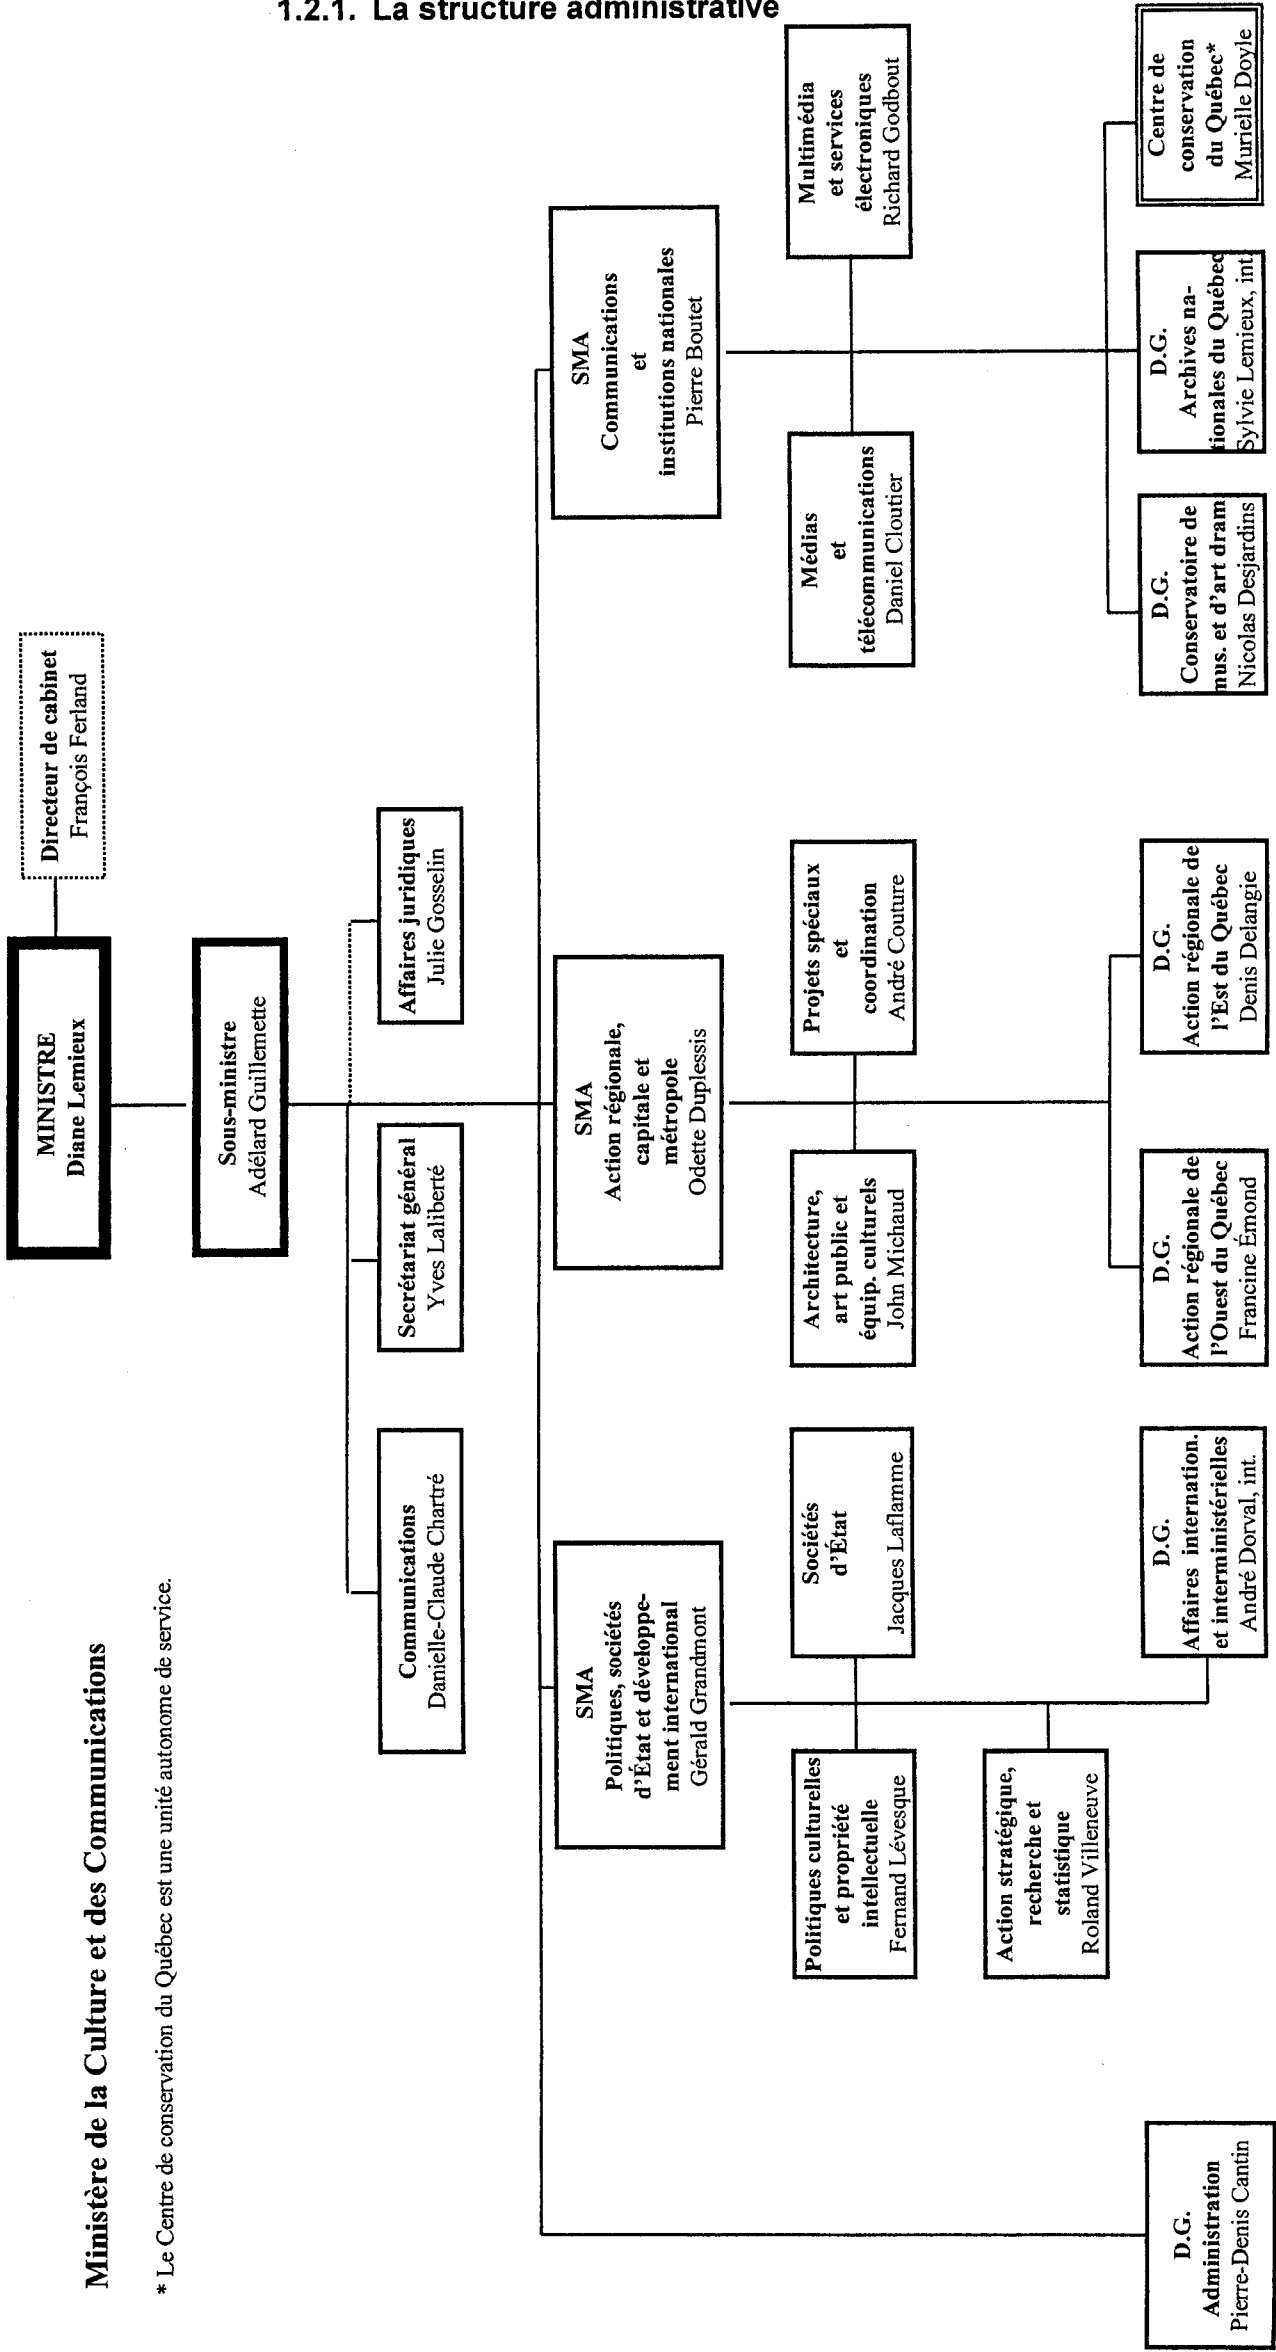 1.2.1. La structure administrative
Ministère de la Culture et des Communications
* Le Centre de conservation du Québec est une unité autonome de service.
MINISTRE
Diane Lemieux
Directeur de cabinet
François Ferland
Sous-ministre
Adélard Guillemette
Communications
Danielle-Claude Chartré
Secrétariat général
Yves Laliberté
Affaires juridiques
Julie Gosselin
SMA
Politiques, sociétés
d'État et développe-
ment international
Gérald Grandmont
SMA
Action régionale,
capitale et
métropole
Odette Duplessis
SMA
Communications
et
institutions nationales
Pierre Boutet
Politiques culturelles
et propriété
intellectuelle
Fernand Lévesque
Sociétés
d'État
Jacques Laflamme
Architecture,
art public et
équip. culturels
John Michaud
Projets spéciaux
et
coordination
André Couture
Médias
et
télécommunications
Daniel Cloutier
Multimédia
et services
électroniques
Richard Godbout
Action stratégique,
recherche et
statistique
Roland Villeneuve
D.G.
Administration
Pierre-Denis Cantin
D.G.
Affaires internation.
et interministérielles
André Dorval, int.
D.G.
Action régionale de
l'Ouest du Québec
Francine Émond
D.G.
Action régionale de
l'Est du Québec
Denis Delangie
D.G.
Conservatoire de
mus. et d'art dram
Nicolas Desjardins
D.G.
Archives na-
tionales du Québec
Sylvie Lemieux, int.
Centre de
conservation
du Québec*
Murielle Doyle